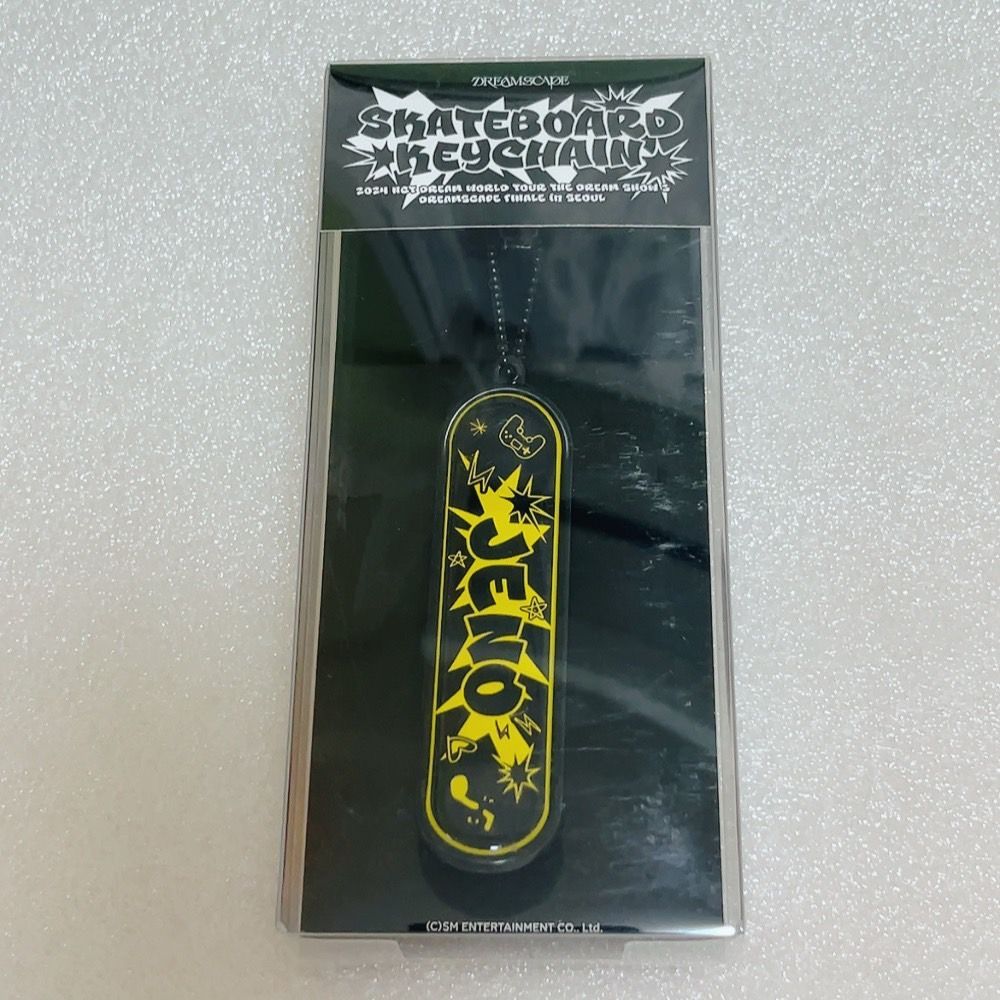 DREAMSCAPE
SKATEBOARD
KEYCHAIN
2024 NCT DREAM WORLD TOUR THE DREAM SHOW 3
DREAMSCAPE FINALE IN SEOUL
JENO
(C)SM ENTERTAINMENT CO., Ltd.